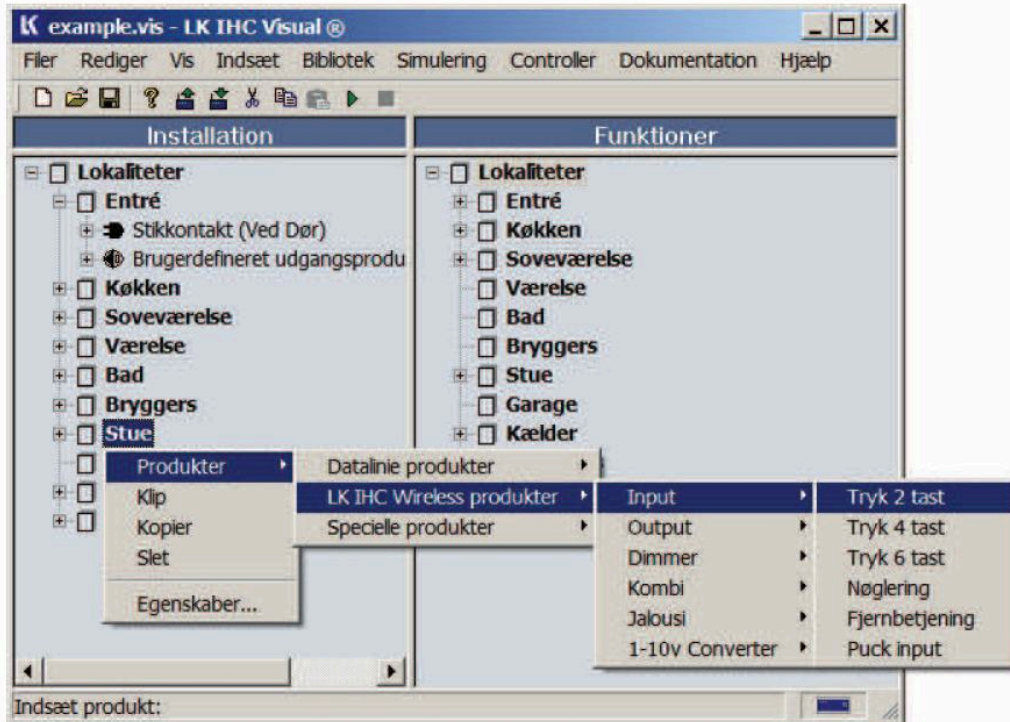 example.vis - LK IHC Visual ®
Filer Rediger Vis Indsæt Bibliotek Simulering Controller Dokumentation Hjælp
Installation
Lokaliteter
Entré
Stikkontakt (Ved Dør)
Brugerdefineret udgangsprodu
Køkken
Soveværelse
Værelse
Bad
Bryggers
Stue
Funktioner
Lokaliteter
Entré
Køkken
Soveværelse
Værelse
Bad
Bryggers
Stue
Garage
Kælder
Produkter
Klip
Kopier
Slet
Egenskaber...
Datalinie produkter
LK IHC Wireless produkter
Specielle produkter
Input
Output
Dimmer
Kombi
Jalousi
1-10v Converter
Tryk 2 tast
Tryk 4 tast
Tryk 6 tast
Nøglering
Fjernbetjening
Puck input
Indsæt produkt: